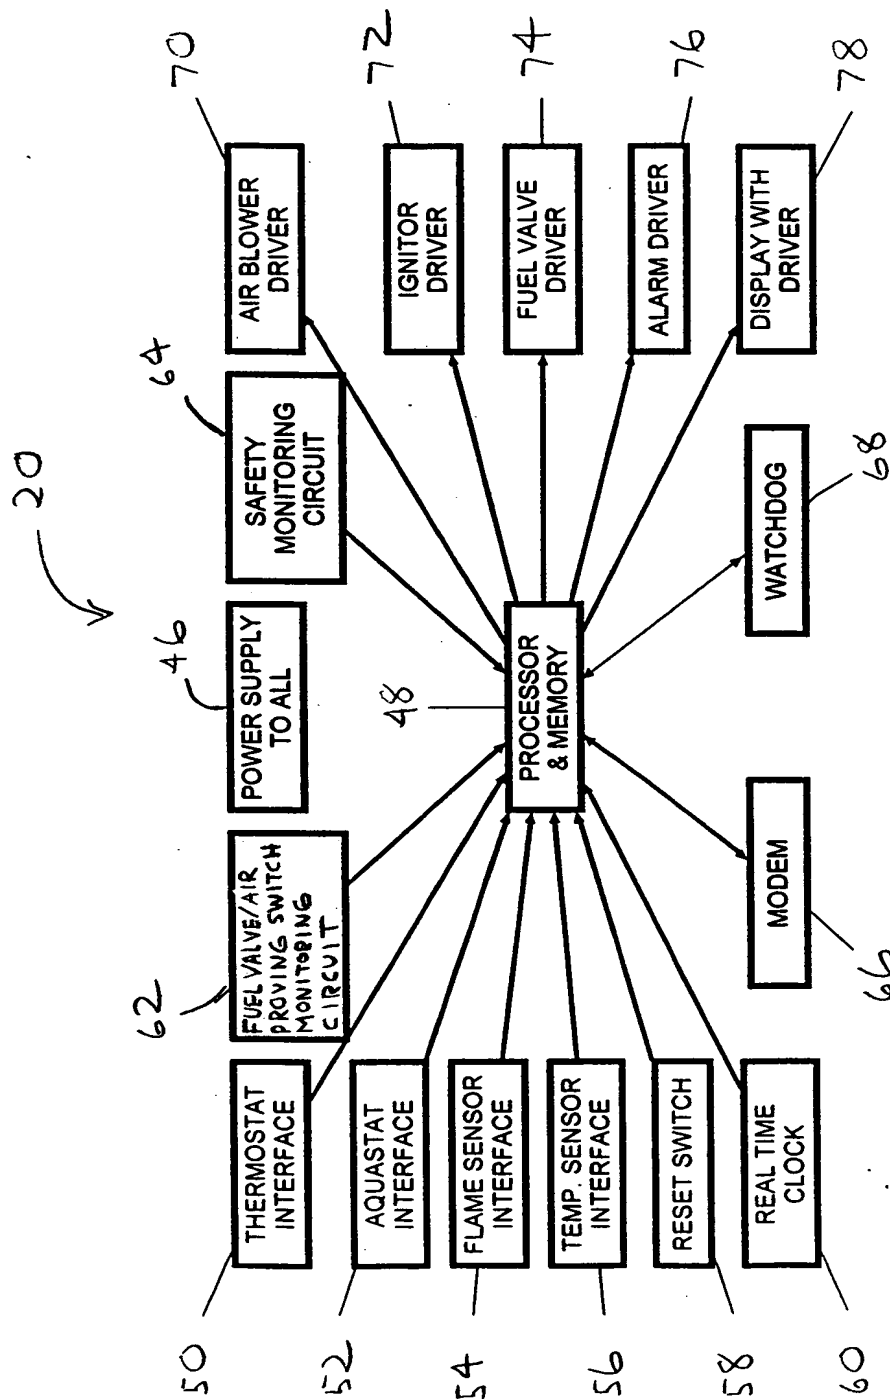 20
62
46
64
70
FUEL VALVE/AIR
PROVING SWITCH
MONITORING
CIRCUIT
POWER SUPPLY
TO ALL
SAFETY
MONITORING
CIRCUIT
AIR BLOWER
DRIVER
50
THERMOSTAT
INTERFACE
52
AQUASTAT
INTERFACE
54
FLAME SENSOR
INTERFACE
56
TEMP. SENSOR
INTERFACE
58
RESET SWITCH
60
REAL TIME
CLOCK
48
PROCESSOR
& MEMORY
72
IGNITOR
DRIVER
74
FUEL VALVE
DRIVER
76
ALARM DRIVER
78
DISPLAY WITH
DRIVER
MODEM
66
WATCHDOG
68